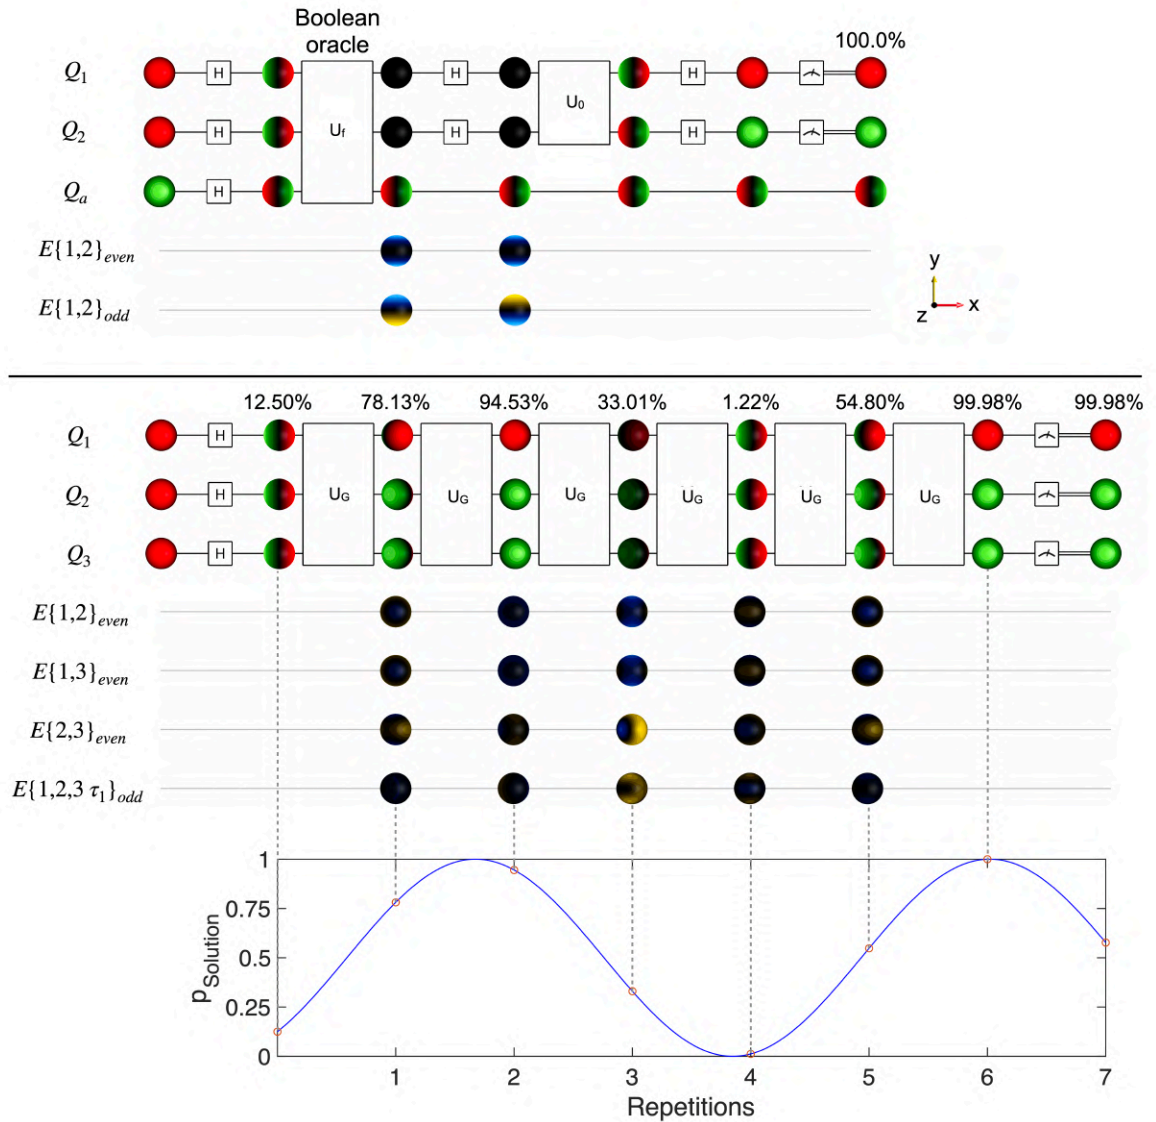 Boolean
oracle
100.0%
Q1 H H H
Uf U0
Q2 H H H
Qa H
E{1,2}even
E{1,2}odd
y
z x
12.50% 78.13% 94.53% 33.01% 1.22% 54.80% 99.98% 99.98%
Q1 H
Q2 H UG UG UG UG UG UG
Q3 H
E{1,2}even
E{1,3}even
E{2,3}even
E{1,2,3 τ1}odd
1
0.75
0.5
0.25
0
pSolution
1 2 3 4 5 6 7
Repetitions